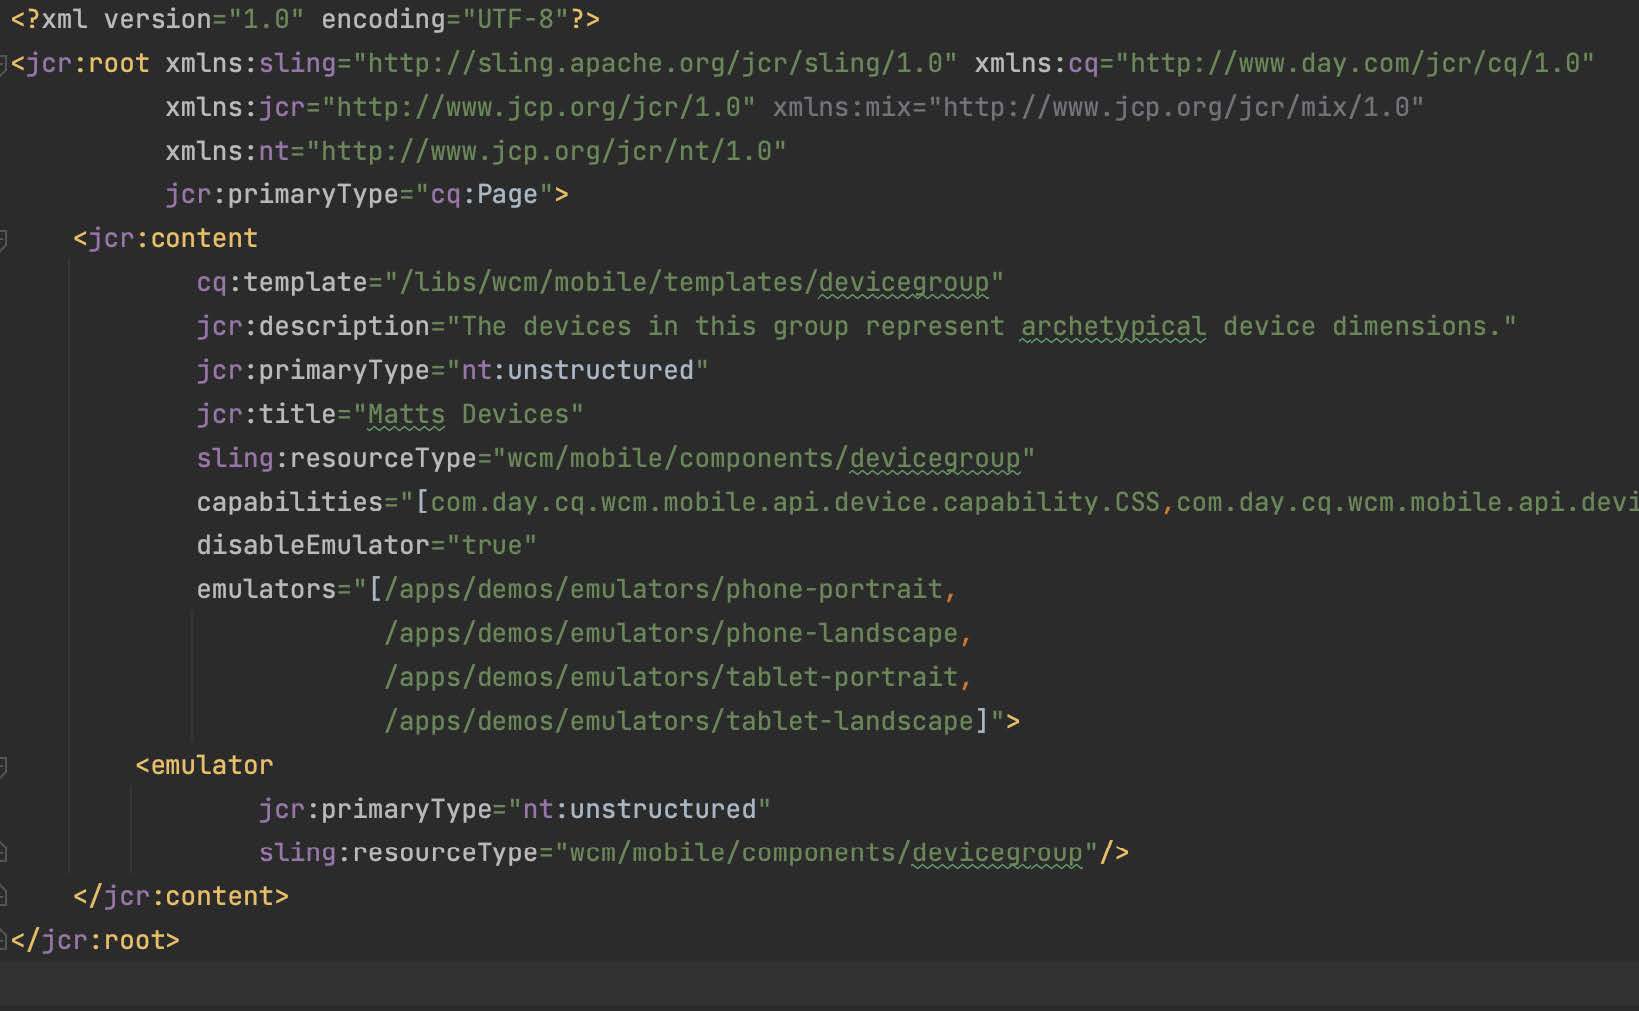 <?xml version="1.0" encoding="UTF-8"?>
<jcr:root xmlns:sling="http://sling.apache.org/jcr/sling/1.0" xmlns:cq="http://www.day.com/jcr/cq/1.0"
xmlns:jcr="http://www.jcp.org/jcr/1.0" xmlns:mix="http://www.jcp.org/jcr/mix/1.0"
xmlns:nt="http://www.jcp.org/jcr/nt/1.0"
jcr:primaryType="cq:Page">
<jcr:content
cq:template="/libs/wcm/mobile/templates/devicegroup"
jcr:description="The devices in this group represent archetypical device dimensions."
jcr:primaryType="nt:unstructured"
jcr:title="Matts Devices"
sling:resourceType="wcm/mobile/components/devicegroup"
capabilities="[com.day.cq.wcm.mobile.api.device.capability.CSS,com.day.cq.wcm.mobile.api.devi
disableEmulator="true"
emulators="[/apps/demos/emulators/phone-portrait,
/apps/demos/emulators/phone-landscape,
/apps/demos/emulators/tablet-portrait,
/apps/demos/emulators/tablet-landscape]">
<emulator
jcr:primaryType="nt:unstructured"
sling:resourceType="wcm/mobile/components/devicegroup"/>
</jcr:content>
</jcr:root>